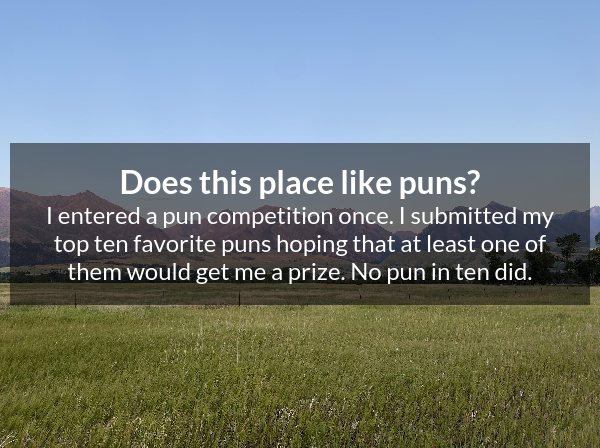 Does this place like puns?
I entered a pun competition once. I submitted my
top ten favorite puns hoping that at least one of
them would get me a prize. No pun in ten did.